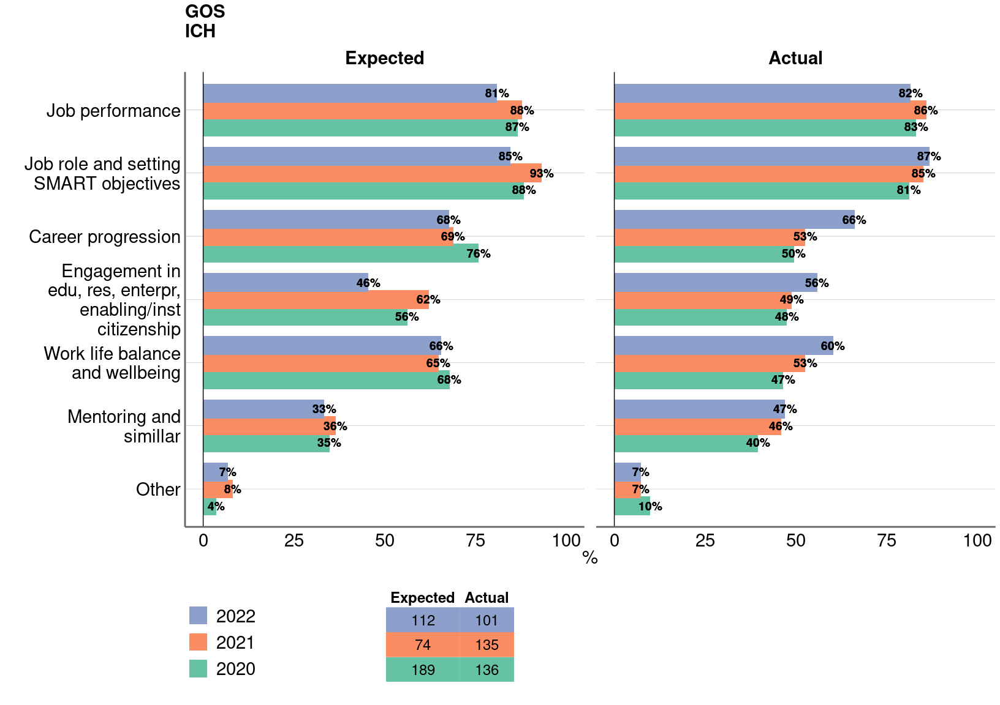 GOS
ICH
Expected
Actual
Job performance
81%
88%
87%
82%
86%
83%
Job role and setting
SMART objectives
85%
93%
88%
87%
85%
81%
Career progression
68%
69%
76%
66%
53%
50%
Engagement in
edu, res, enterpr,
enabling/inst
citizenship
46%
62%
56%
56%
49%
48%
Work life balance
and wellbeing
66%
65%
68%
60%
53%
47%
Mentoring and
simillar
33%
36%
35%
47%
46%
40%
Other
7%
8%
4%
7%
7%
10%
0 25 50 75 100 0 25 50 75 100
%
Expected Actual
2022 112 101
2021 74 135
2020 189 136